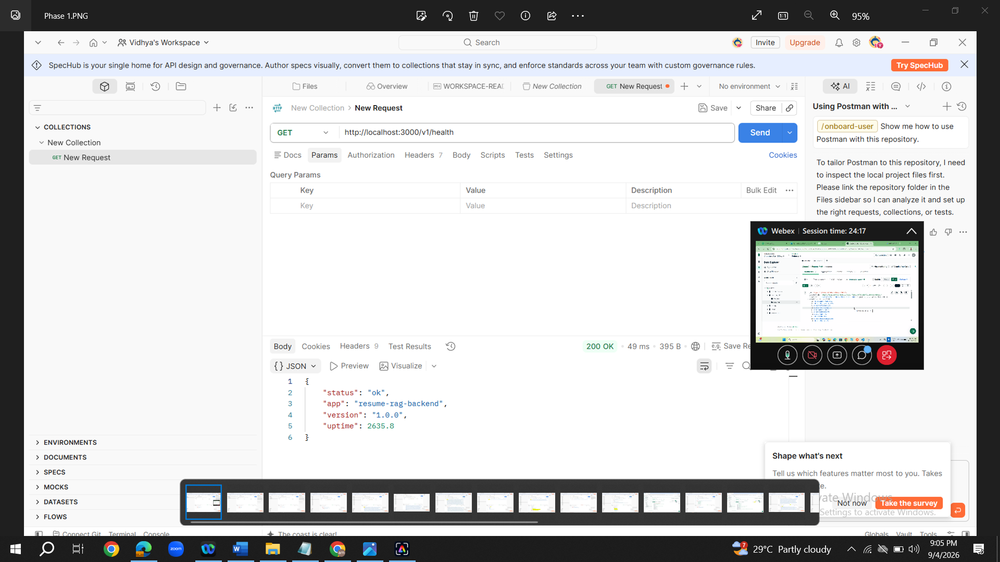 Phase 1.PNG
95%
Vidhya's Workspace
Search
Invite
Upgrade
SpecHub is your single home for API design and governance. Author specs visually, convert them to collections that stay in sync, and enforce standards across your team with custom governance rules.
Try SpecHub
Files
Overview
WORKSPACE-REA
New Collection
GET New Request
No environment
AI
New Collection > New Request
Save
Share
Using Postman with ...
COLLECTIONS
New Collection
GET New Request
GET
http://localhost:3000/v1/health
Send
/onboard-user Show me how to use
Postman with this repository.
Docs
Params
Authorization
Headers 7
Body
Scripts
Tests
Settings
Cookies
To tailor Postman to this repository, I need
to inspect the local project files first.
Please link the repository folder in the
Files sidebar so I can analyze it and set up
the right requests, collections, or tests.
Query Params
Key Value Description Bulk Edit
Key Value Description
Webex Session time: 24:17
Body
Cookies
Headers 9
Test Results
200 OK
49 ms
395 B
e.g. Save Re
{} JSON
Preview
Visualize
1 {
2 "status": "ok",
3 "app": "resume-rag-backend",
4 "version": "1.0.0",
5 "uptime": 2635.8
6 }
ENVIRONMENTS
DOCUMENTS
SPECS
MOCKS
DATASETS
FLOWS
Shape what's next
Tell us which features matter most to you. Takes
e.
vate Windows
Not now
Take the survey
Settings to activate Windows.
Connect Git
Terminal
Console
The coast is clear!
Globals
Vault
Tools
zoom
am
7
29°C Partly cloudy
9:05 PM
9/4/2026